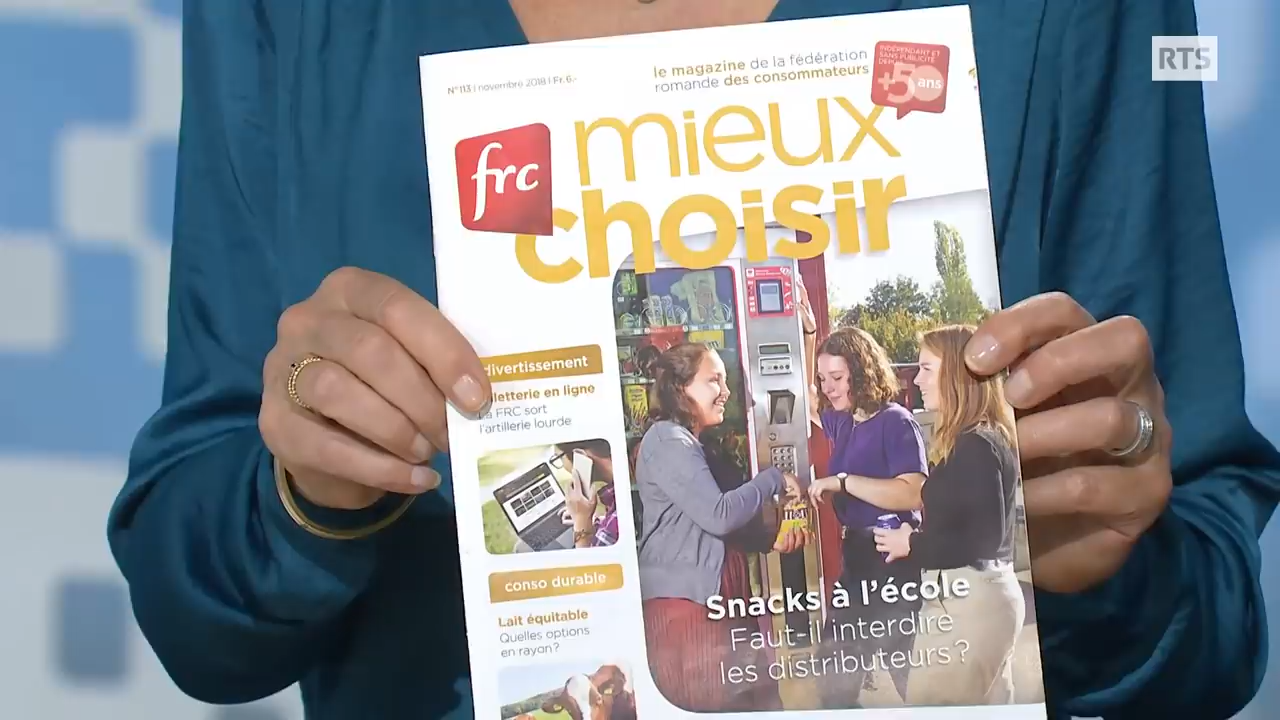 RTS
N° 113 | novembre 2018 | Fr. 6.-
le magazine de la fédération
romande des consommateurs
INDÉPENDANT ET
SANS PUBLICITÉ
DEPUIS
+50 ans
frc
mieux
choisir
divertissement
lletterie en ligne
La FRC sort
l'artillerie lourde
conso durable
Lait équitable
Quelles options
en rayon ?
Snacks à l'école
Faut-il interdire
les distributeurs ?